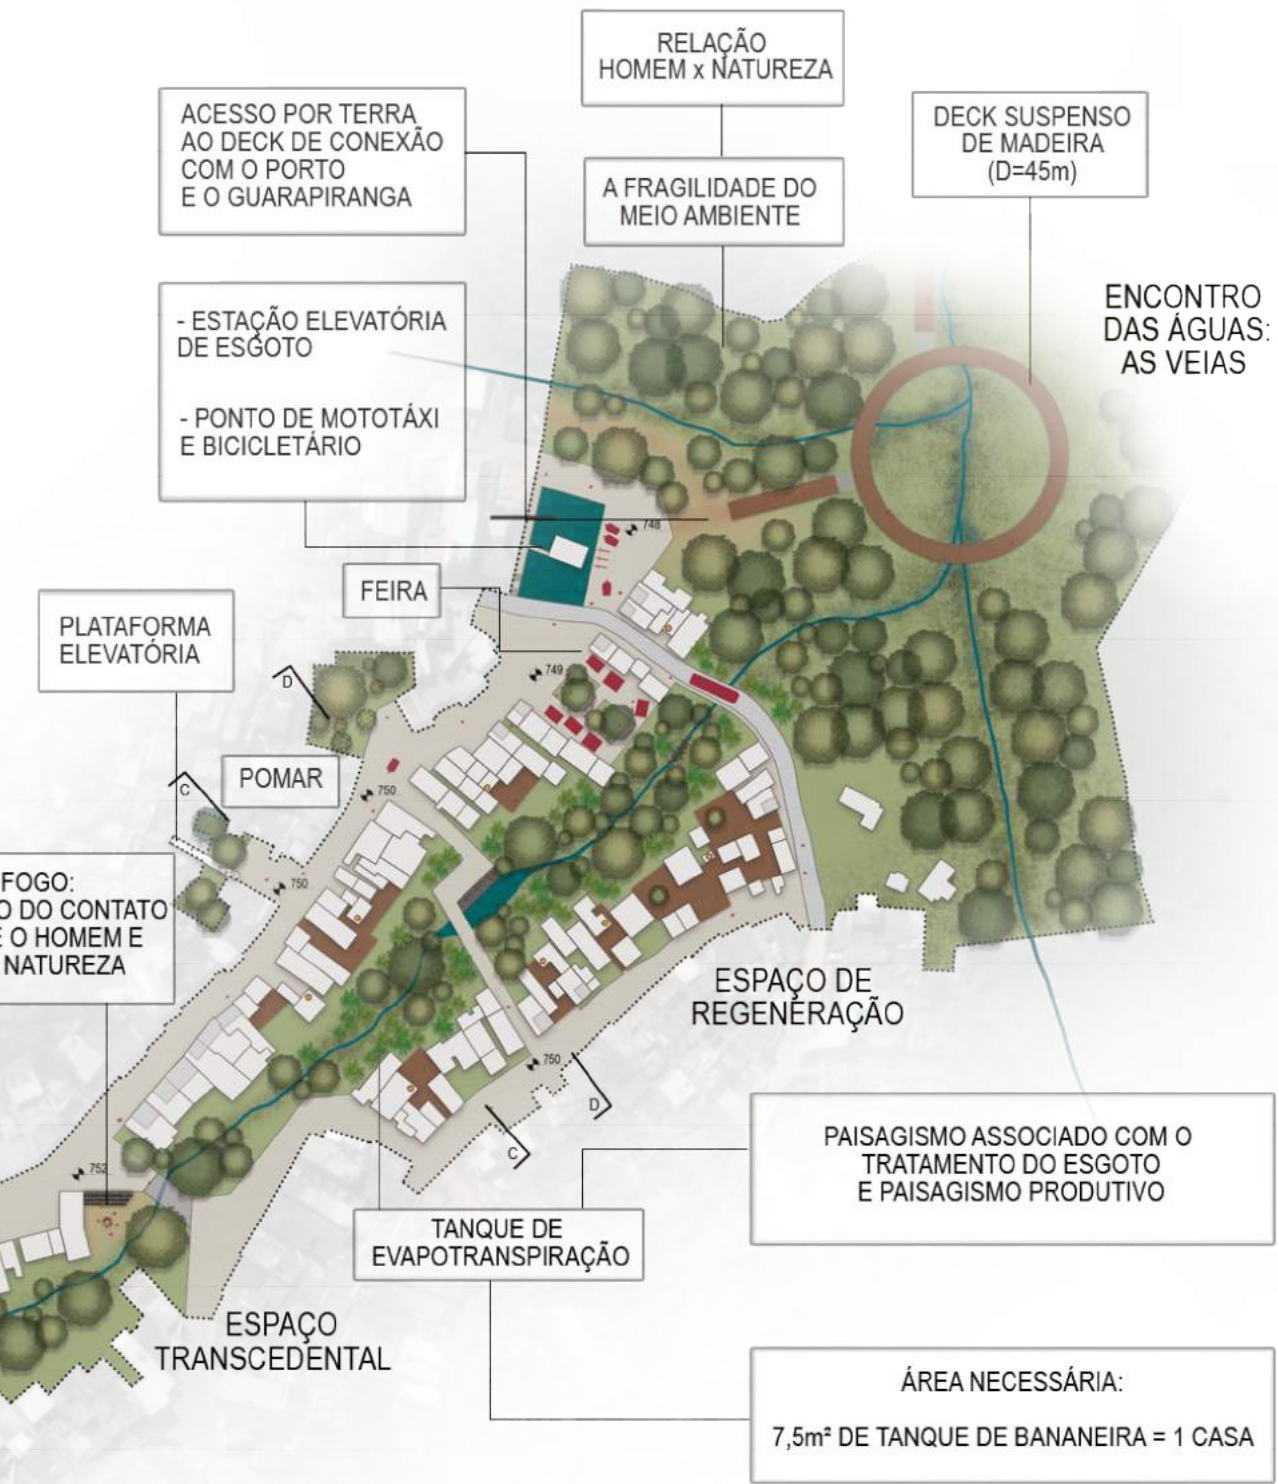 RELAÇÃO
HOMEM x NATUREZA
ACESSO POR TERRA
AO DECK DE CONEXÃO
COM O PORTO
E O GUARAPIRANGA
DECK SUSPENSO
DE MADEIRA
(D=45m)
A FRAGILIDADE DO
MEIO AMBIENTE
ENCONTRO
DAS ÁGUAS:
AS VEIAS
- ESTAÇÃO ELEVATÓRIA
DE ESGOTO
- PONTO DE MOTOTÁXI
E BICICLETÁRIO
748
FEIRA
PLATAFORMA
ELEVATÓRIA
749
D
POMAR
C
750
750
FOGO:
O DO CONTATO
E O HOMEM E
NATUREZA
ESPAÇO DE
REGENERAÇÃO
750
D
C
752
PAISAGISMO ASSOCIADO COM O
TRATAMENTO DO ESGOTO
E PAISAGISMO PRODUTIVO
TANQUE DE
EVAPOTRANSPIRAÇÃO
ESPAÇO
TRANSCEDENTAL
ÁREA NECESSÁRIA:
7,5m² DE TANQUE DE BANANEIRA = 1 CASA